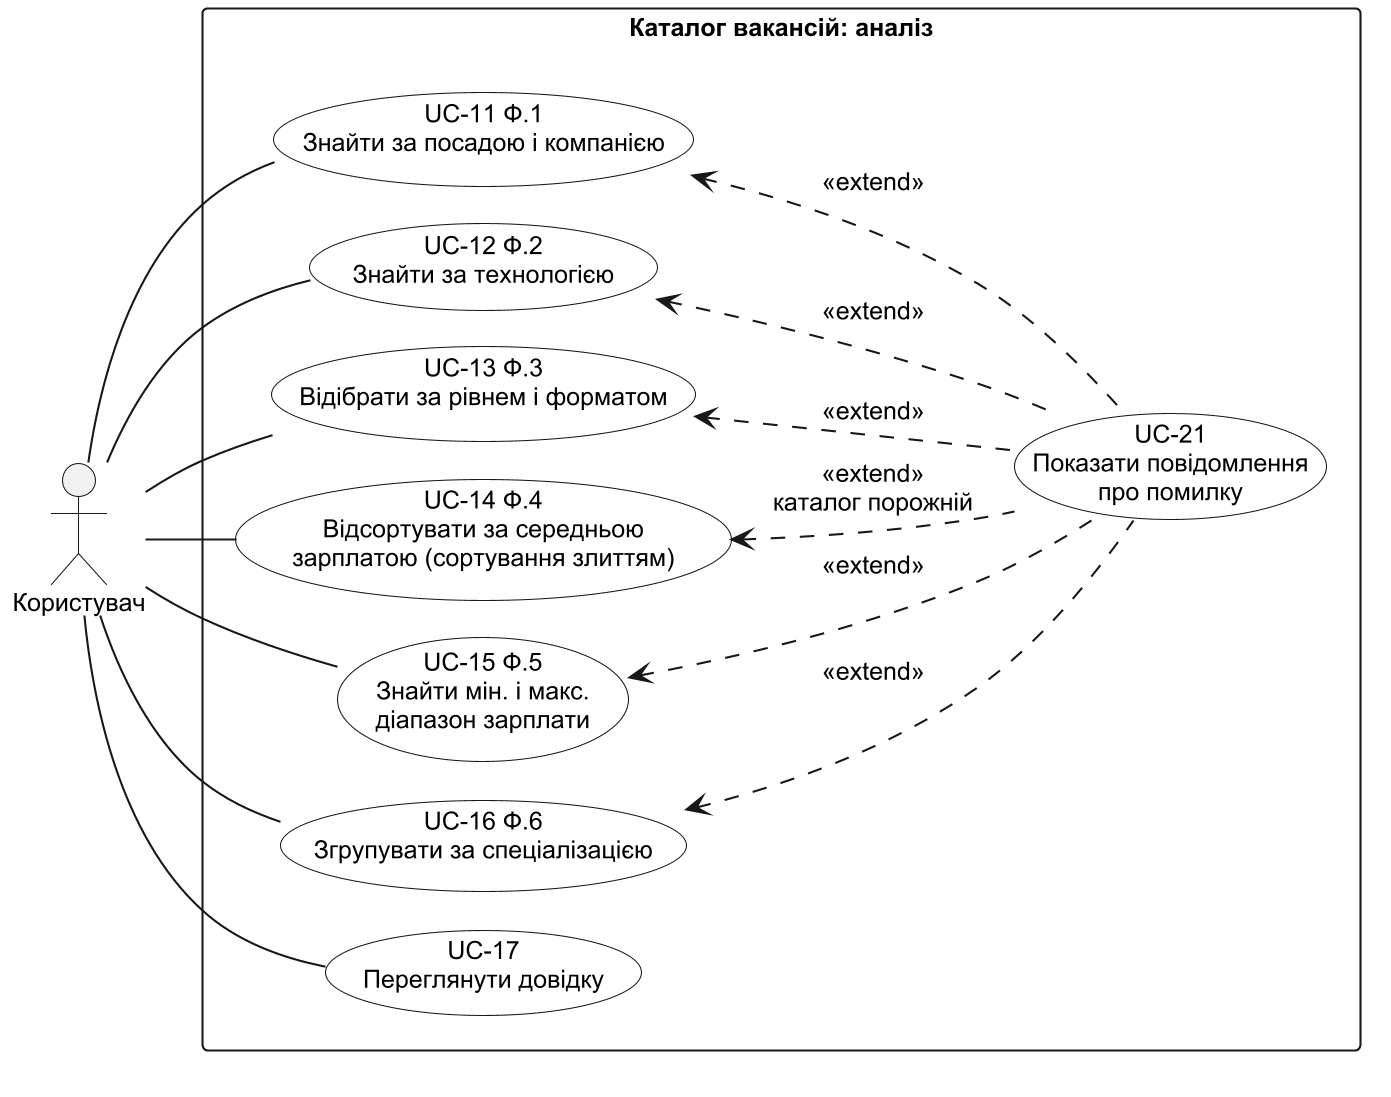 Каталог вакансій: аналіз
UC-11 Ф.1
Знайти за посадою і компанією
«extend»
UC-12 Ф.2
Знайти за технологією
«extend»
UC-13 Ф.3
Відібрати за рівнем і форматом
«extend»
UC-21
Показати повідомлення
про помилку
«extend»
каталог порожній
UC-14 Ф.4
Відсортувати за середньою
зарплатою (сортування злиттям)
«extend»
Користувач
UC-15 Ф.5
Знайти мін. і макс.
діапазон зарплати
«extend»
UC-16 Ф.6
Згрупувати за спеціалізацією
UC-17
Переглянути довідку